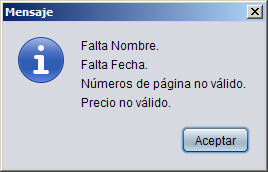 Mensaje
Falta Nombre.
Falta Fecha.
Números de página no válido.
Precio no válido.
Aceptar